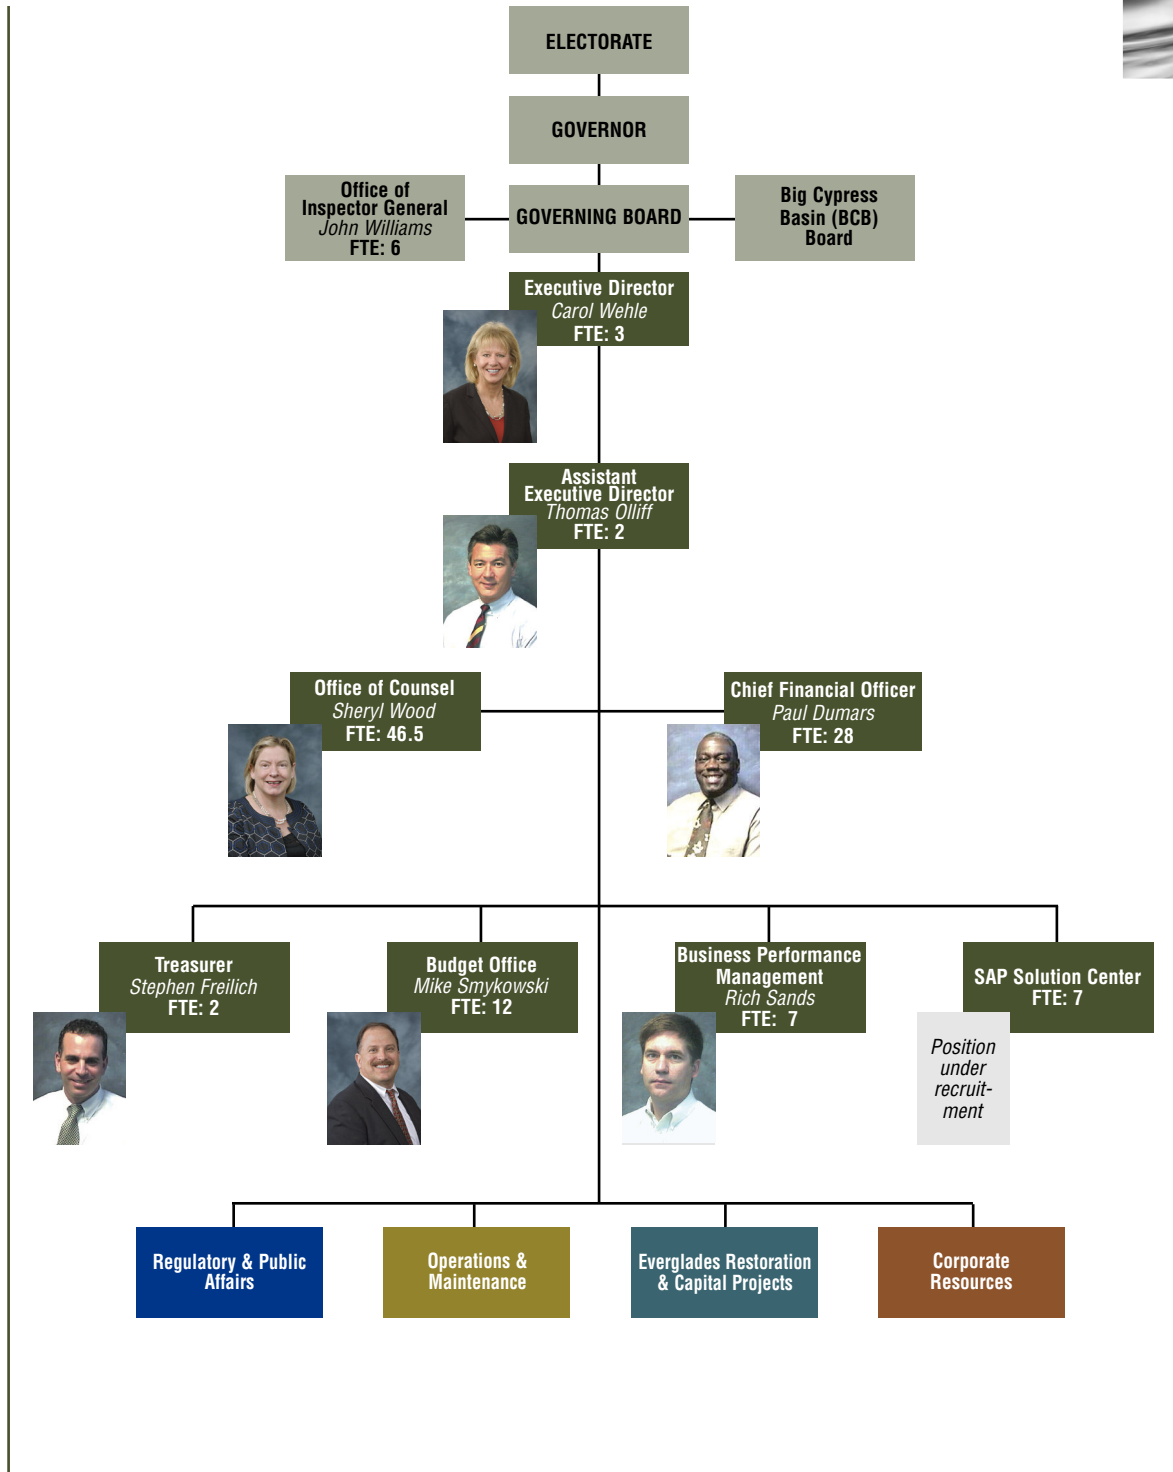 ELECTORATE
GOVERNOR
Office of
Inspector General
John Williams
FTE: 6
GOVERNING BOARD
Big Cypress
Basin (BCB)
Board
Executive Director
Carol Wehle
FTE: 3
Assistant
Executive Director
Thomas Olliff
FTE: 2
Office of Counsel
Sheryl Wood
FTE: 46.5
Chief Financial Officer
Paul Dumars
FTE: 28
Treasurer
Stephen Freilich
FTE: 2
Budget Office
Mike Smykowski
FTE: 12
Business Performance
Management
Rich Sands
FTE: 7
SAP Solution Center
FTE: 7
Position
under
recruit-
ment
Regulatory & Public
Affairs
Operations &
Maintenance
Everglades Restoration
& Capital Projects
Corporate
Resources